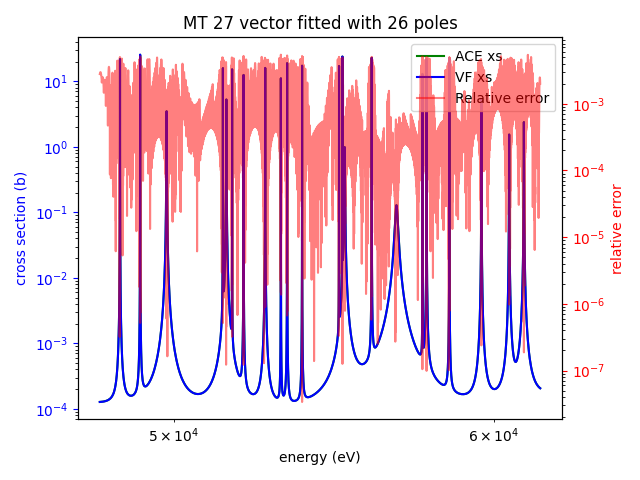 MT 27 vector fitted with 26 poles
ACE xs
VF xs
Relative error
cross section (b)
10¹
10⁰
10⁻¹
10⁻²
10⁻³
10⁻⁴
relative error
10⁻³
10⁻⁴
10⁻⁵
10⁻⁶
10⁻⁷
5 × 10⁴
6 × 10⁴
energy (eV)